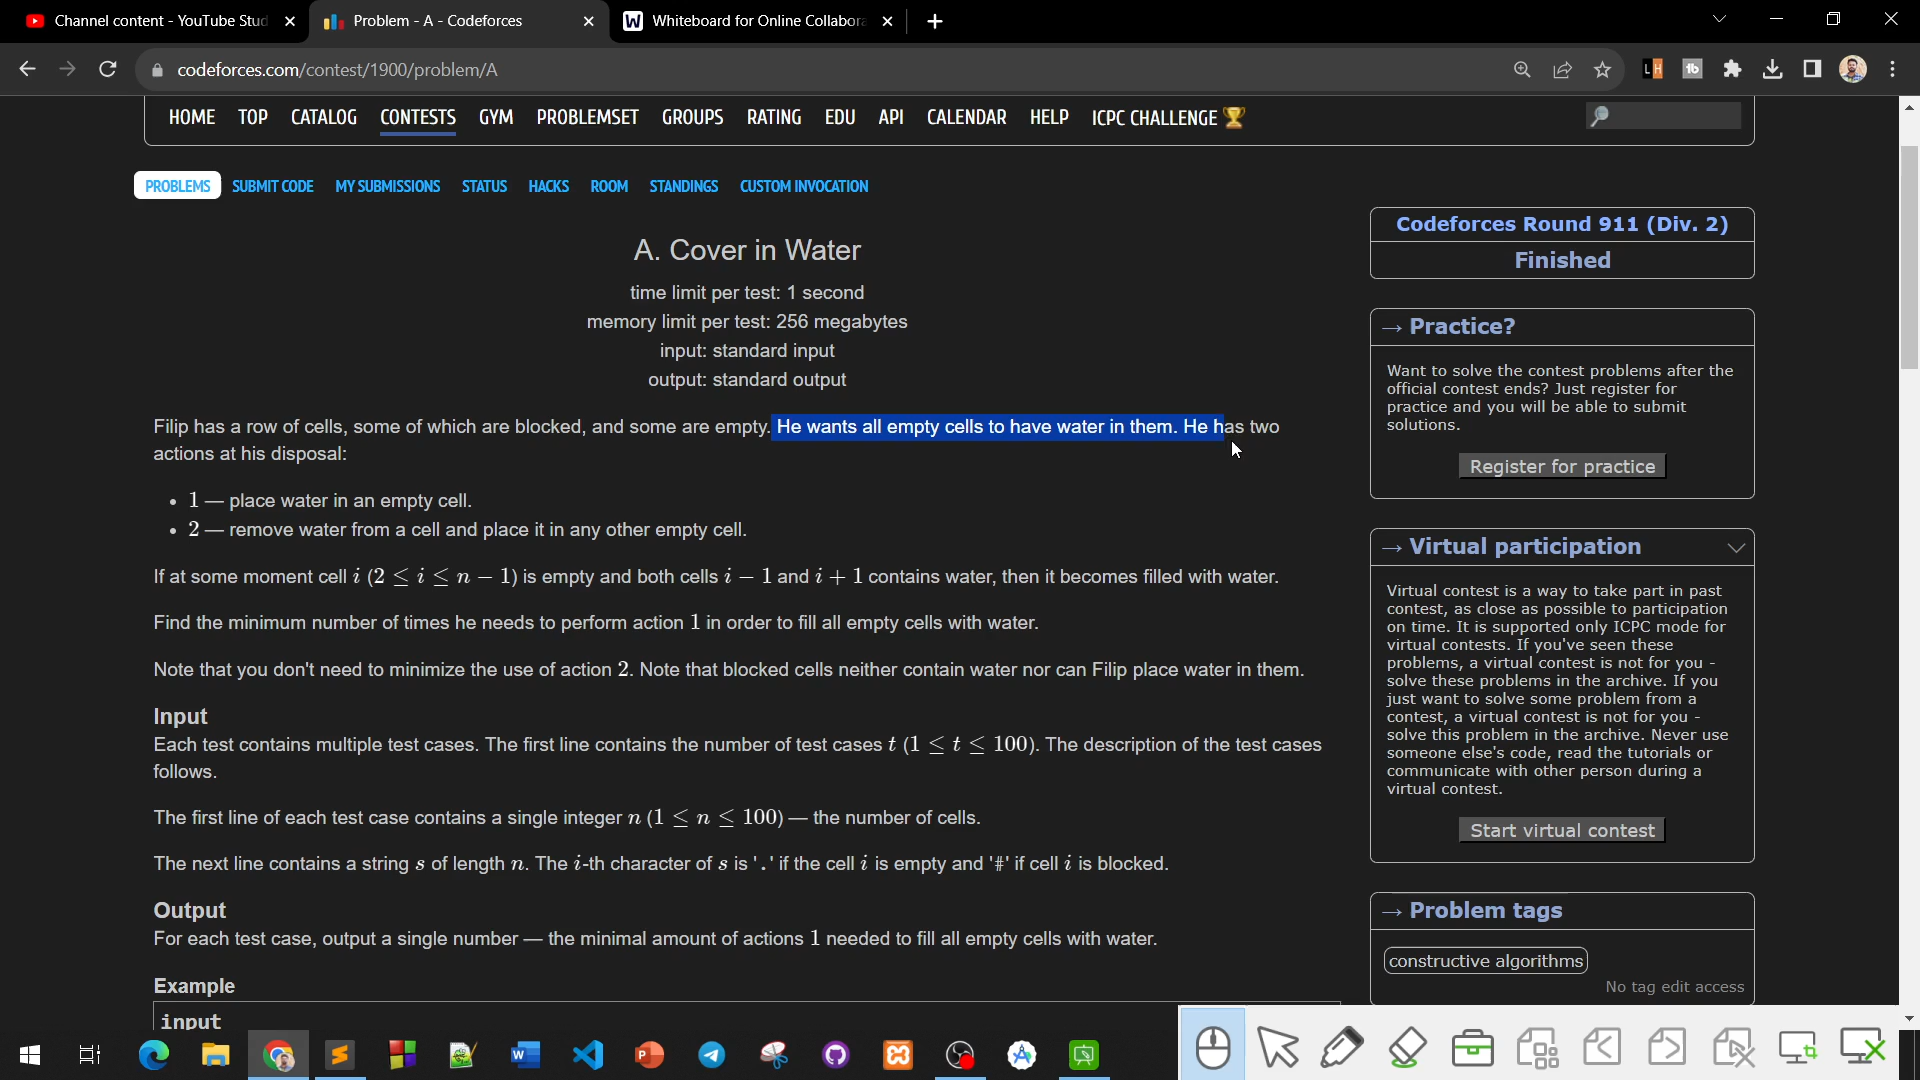 Channel content - YouTube Stud
Problem - A - Codeforces
W Whiteboard for Online Collabora
codeforces.com/contest/1900/problem/A
HOME TOP CATALOG CONTESTS GYM PROBLEMSET GROUPS RATING EDU API CALENDAR HELP ICPC CHALLENGE 🏆
PROBLEMS SUBMIT CODE MY SUBMISSIONS STATUS HACKS ROOM STANDINGS CUSTOM INVOCATION
A. Cover in Water
time limit per test: 1 second
memory limit per test: 256 megabytes
input: standard input
output: standard output
Filip has a row of cells, some of which are blocked, and some are empty. He wants all empty cells to have water in them. He has two
actions at his disposal:
• 1 — place water in an empty cell.
• 2 — remove water from a cell and place it in any other empty cell.
If at some moment cell i (2 ≤ i ≤ n − 1) is empty and both cells i − 1 and i + 1 contains water, then it becomes filled with water.
Find the minimum number of times he needs to perform action 1 in order to fill all empty cells with water.
Note that you don't need to minimize the use of action 2. Note that blocked cells neither contain water nor can Filip place water in them.
Input
Each test contains multiple test cases. The first line contains the number of test cases t (1 ≤ t ≤ 100). The description of the test cases
follows.
The first line of each test case contains a single integer n (1 ≤ n ≤ 100) — the number of cells.
The next line contains a string s of length n. The i-th character of s is '.' if the cell i is empty and '#' if cell i is blocked.
Output
For each test case, output a single number — the minimal amount of actions 1 needed to fill all empty cells with water.
Example
input
Codeforces Round 911 (Div. 2)
Finished
→ Practice?
Want to solve the contest problems after the
official contest ends? Just register for
practice and you will be able to submit
solutions.
Register for practice
→ Virtual participation
Virtual contest is a way to take part in past
contest, as close as possible to participation
on time. It is supported only ICPC mode for
virtual contests. If you've seen these
problems, a virtual contest is not for you -
solve these problems in the archive. If you
just want to solve some problem from a
contest, a virtual contest is not for you -
solve this problem in the archive. Never use
someone else's code, read the tutorials or
communicate with other person during a
virtual contest.
Start virtual contest
→ Problem tags
constructive algorithms
No tag edit access